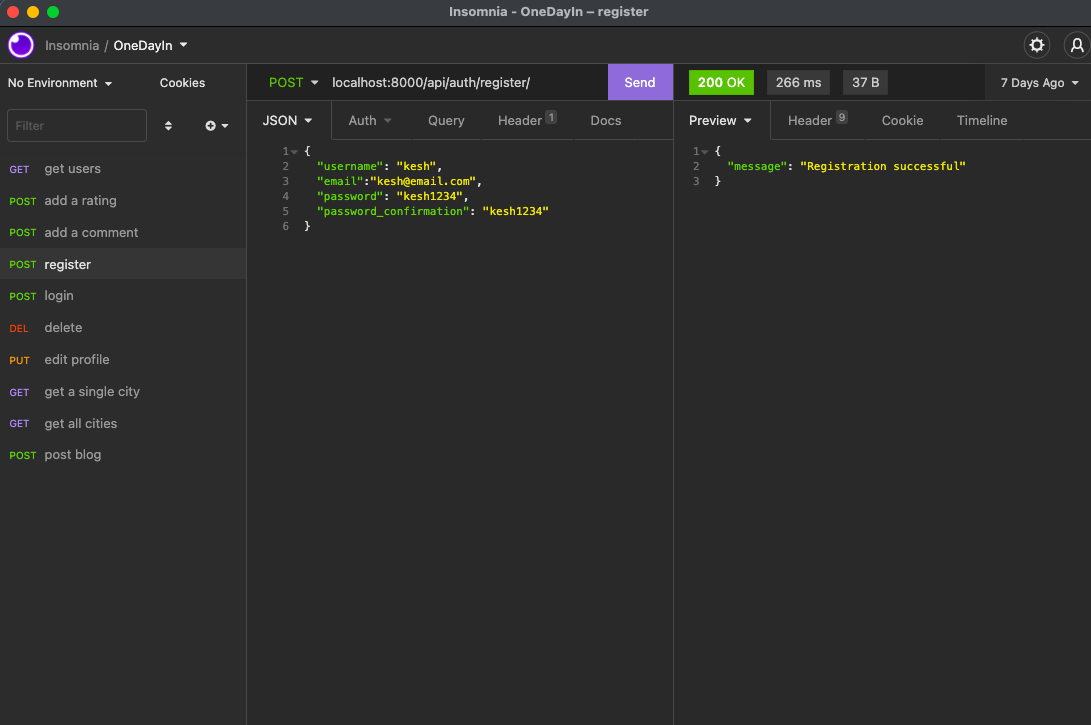 Insomnia - OneDayIn – register
Insomnia / OneDayIn
No Environment Cookies
Filter
GET get users
POST add a rating
POST add a comment
POST register
POST login
DEL delete
PUT edit profile
GET get a single city
GET get all cities
POST post blog
POST localhost:8000/api/auth/register/ Send
JSON Auth Query Header 1 Docs
1 {
2 "username": "kesh",
3 "email":"kesh@email.com",
4 "password": "kesh1234",
5 "password_confirmation": "kesh1234"
6 }
200 OK 266 ms 37 B 7 Days Ago
Preview Header 9 Cookie Timeline
1 {
2 "message": "Registration successful"
3 }